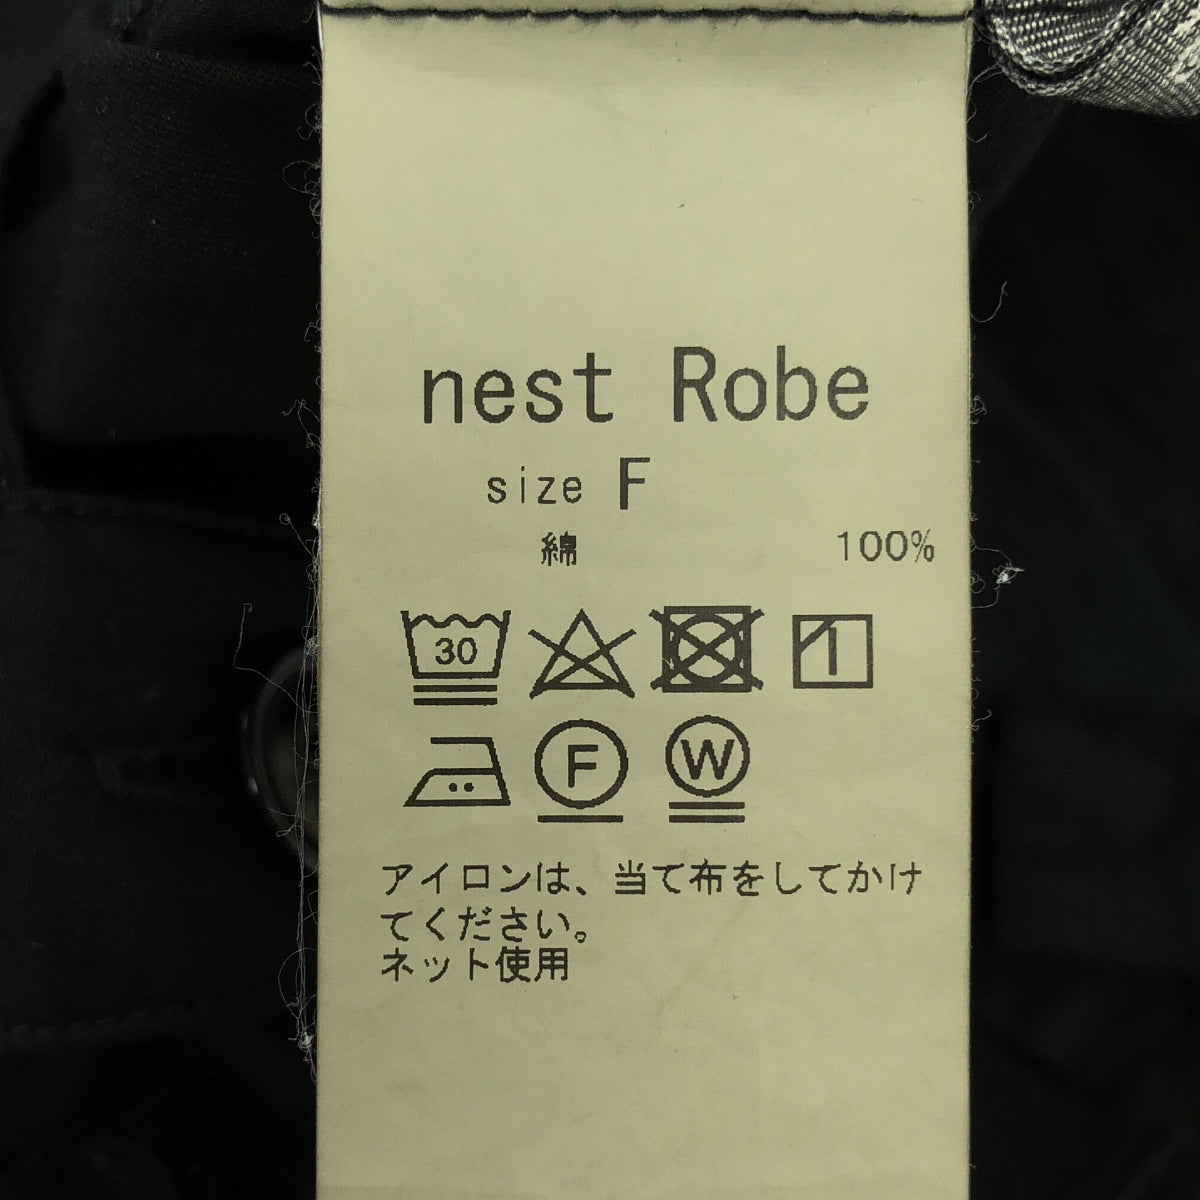 nest Robe
size F
綿 100%
30
F W
アイロンは、当て布をしてかけ
てください。
ネット使用